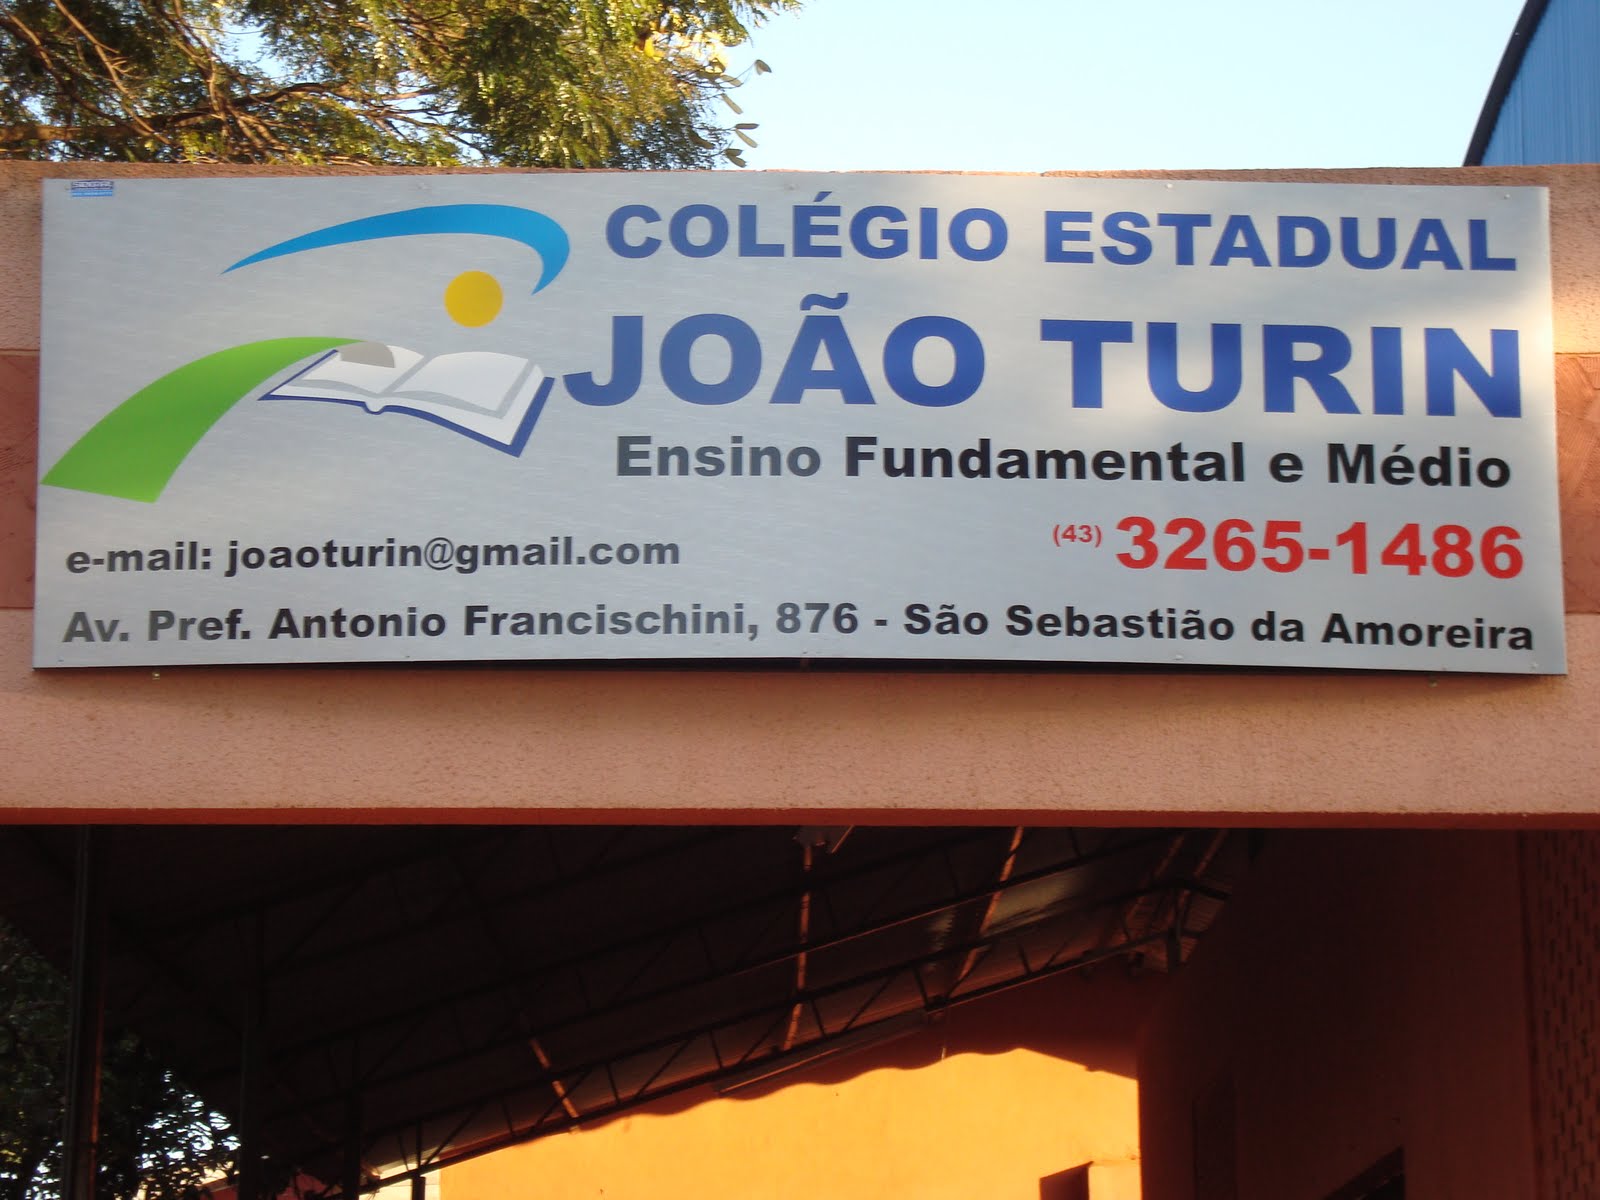 COLÉGIO ESTADUAL
JOÃO TURIN
Ensino Fundamental e Médio
(43) 3265-1486
e-mail: joaoturin@gmail.com
Av. Pref. Antonio Francischini, 876 - São Sebastião da Amoreira